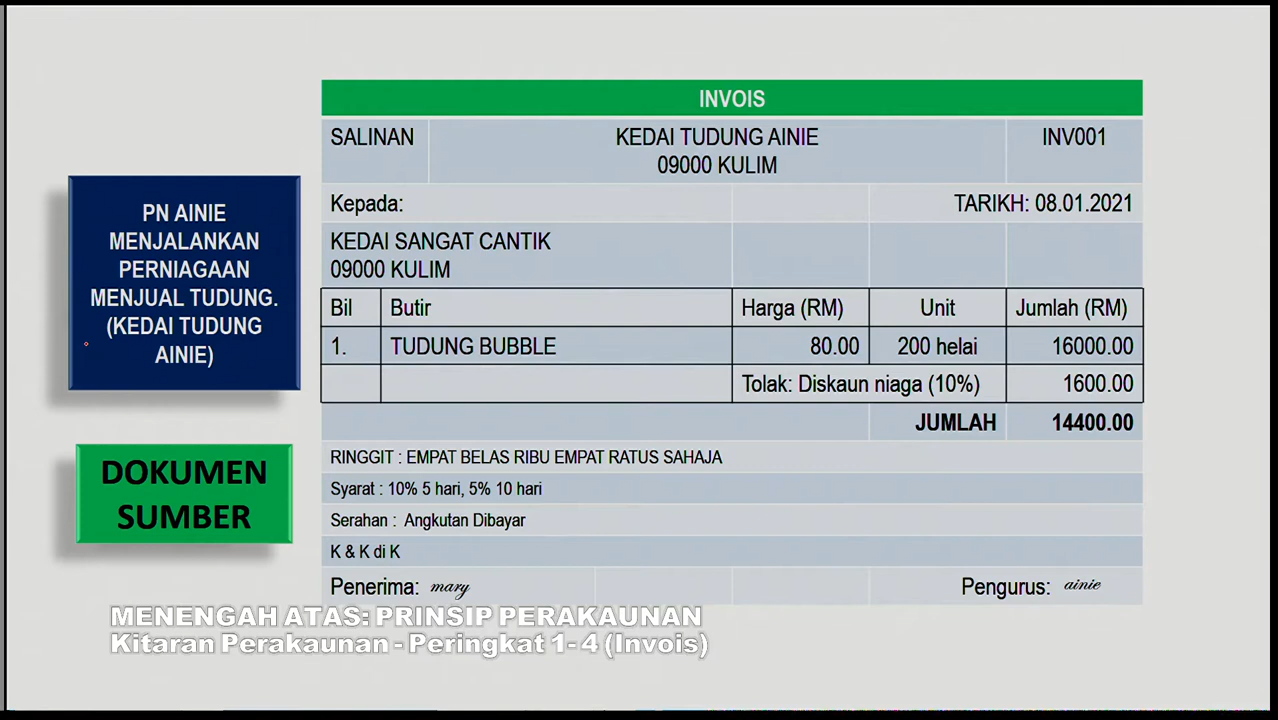 INVOIS
SALINAN KEDAI TUDUNG AINIE INV001
09000 KULIM
Kepada: TARIKH: 08.01.2021
KEDAI SANGAT CANTIK
09000 KULIM
Bil Butir Harga (RM) Unit Jumlah (RM)
1. TUDUNG BUBBLE 80.00 200 helai 16000.00
Tolak: Diskaun niaga (10%) 1600.00
JUMLAH 14400.00
RINGGIT : EMPAT BELAS RIBU EMPAT RATUS SAHAJA
Syarat : 10% 5 hari, 5% 10 hari
Serahan : Angkutan Dibayar
K & K di K
Penerima: mary Pengurus: ainie
PN AINIE
MENJALANKAN
PERNIAGAAN
MENJUAL TUDUNG.
(KEDAI TUDUNG
AINIE)
DOKUMEN
SUMBER
MENENGAH ATAS: PRINSIP PERAKAUNAN
Kitaran Perakaunan - Peringkat 1- 4 (Invois)